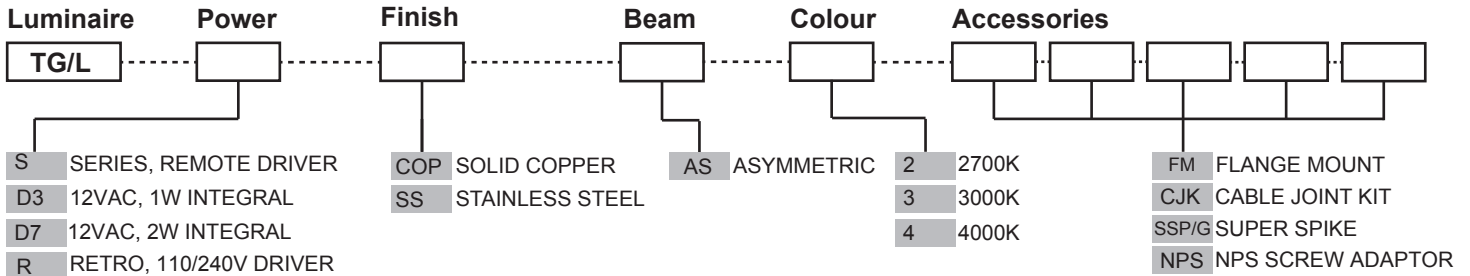 Luminaire Power Finish Beam Colour Accessories
TG/L
S SERIES, REMOTE DRIVER COP SOLID COPPER AS ASYMMETRIC 2 2700K FM FLANGE MOUNT
D3 12VAC, 1W INTEGRAL SS STAINLESS STEEL 3 3000K CJK CABLE JOINT KIT
D7 12VAC, 2W INTEGRAL 4 4000K SSP/G SUPER SPIKE
R RETRO, 110/240V DRIVER NPS NPS SCREW ADAPTOR